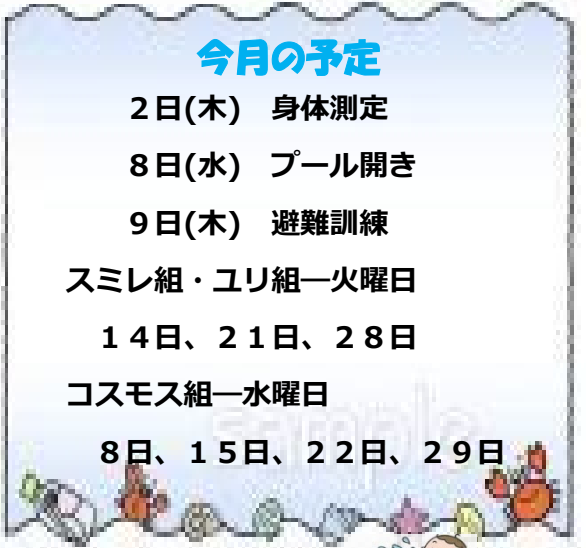 今月の予定
２日(木)　身体測定
８日(水)　プール開き
９日(木)　避難訓練
スミレ組・ユリ組―火曜日
１４日、２１日、２８日
コスモス組―水曜日
８日、１５日、２２日、２９日
sample